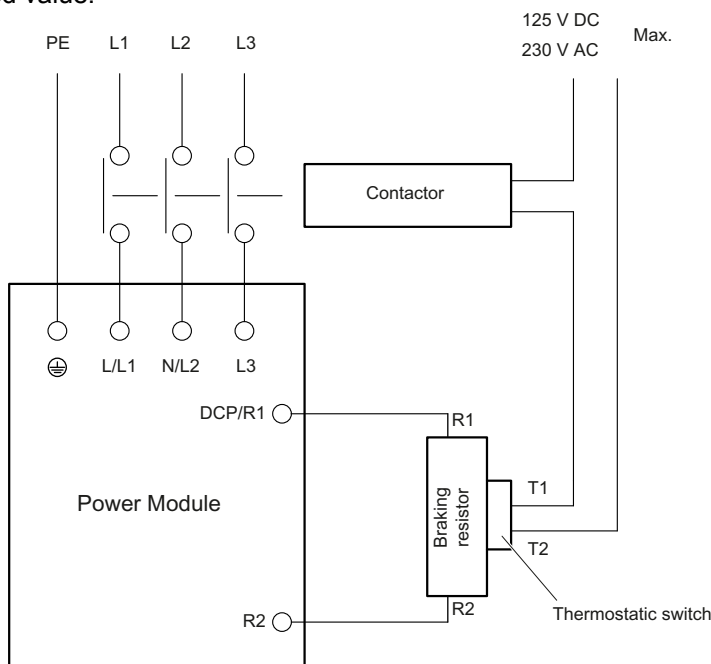 value.
125 V DC
230 V AC
Max.
PE L1 L2 L3
Contactor
L/L1 N/L2 L3
DCP/R1
R1
Power Module
Braking
resistor
T1
T2
R2
R2
Thermostatic switch